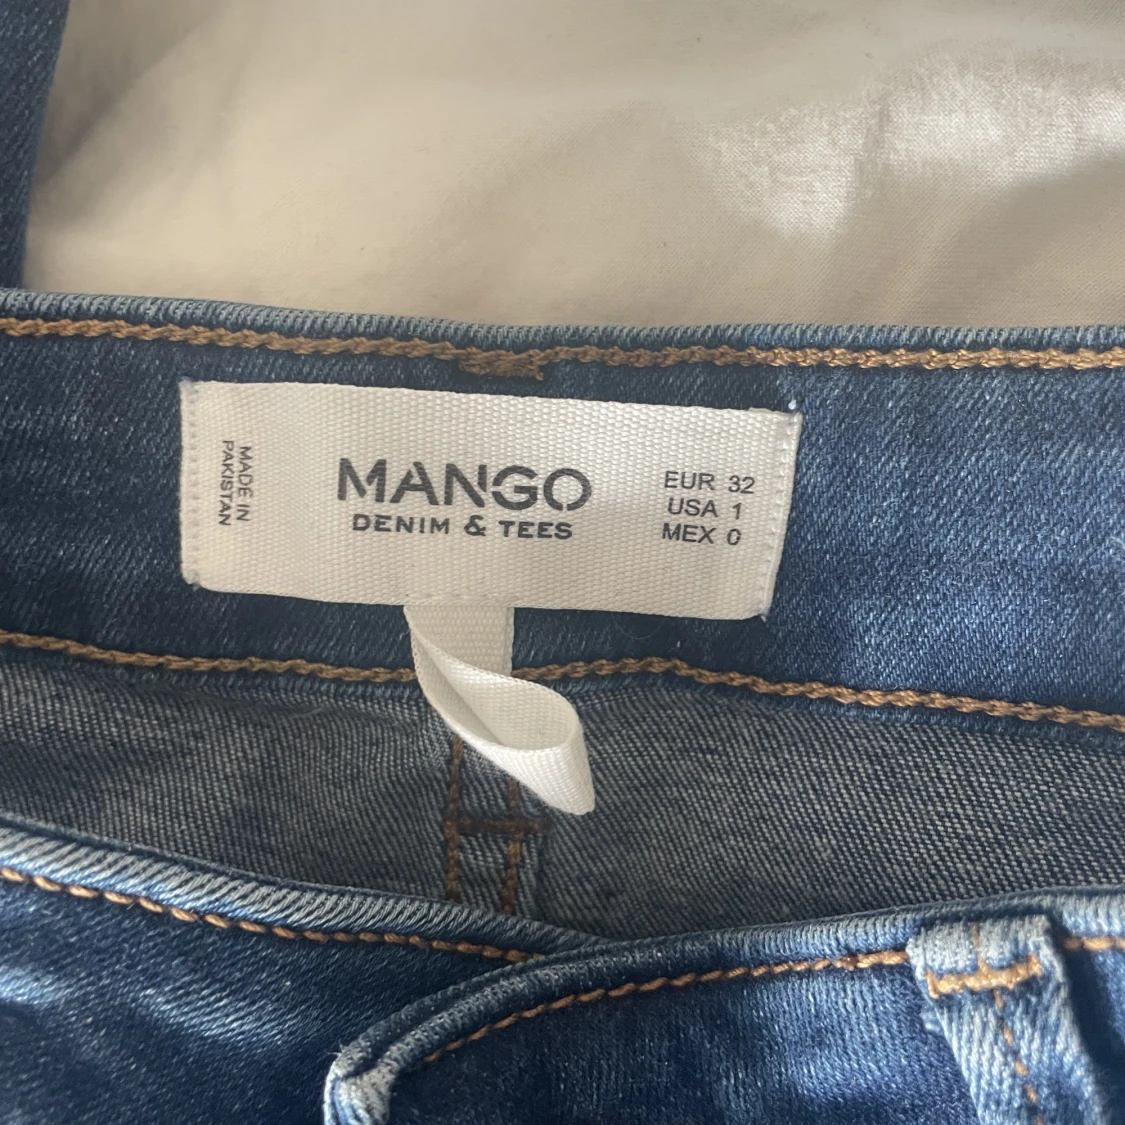 MADE IN
PAKISTAN
MANGO
DENIM & TEES
EUR 32
USA 1
MEX 0